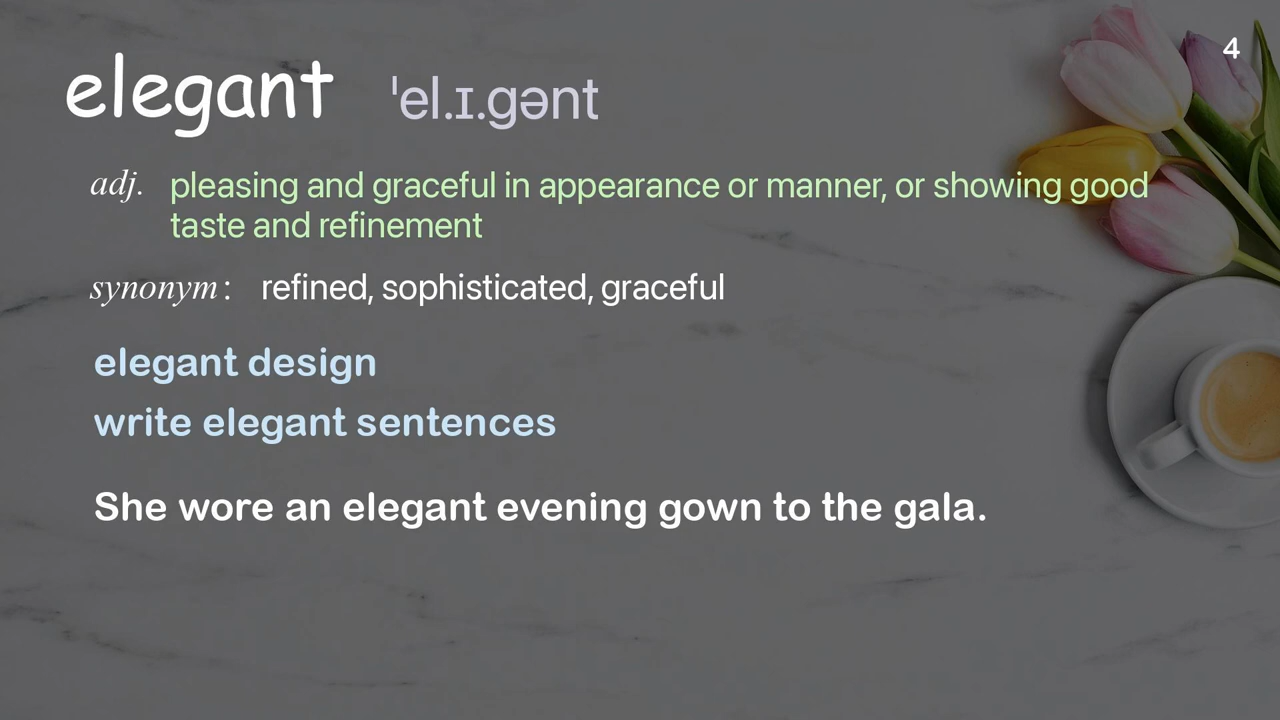 4
elegant ˈel.ɪ.ɡənt
adj. pleasing and graceful in appearance or manner, or showing good
taste and refinement
synonym: refined, sophisticated, graceful
elegant design
write elegant sentences
She wore an elegant evening gown to the gala.